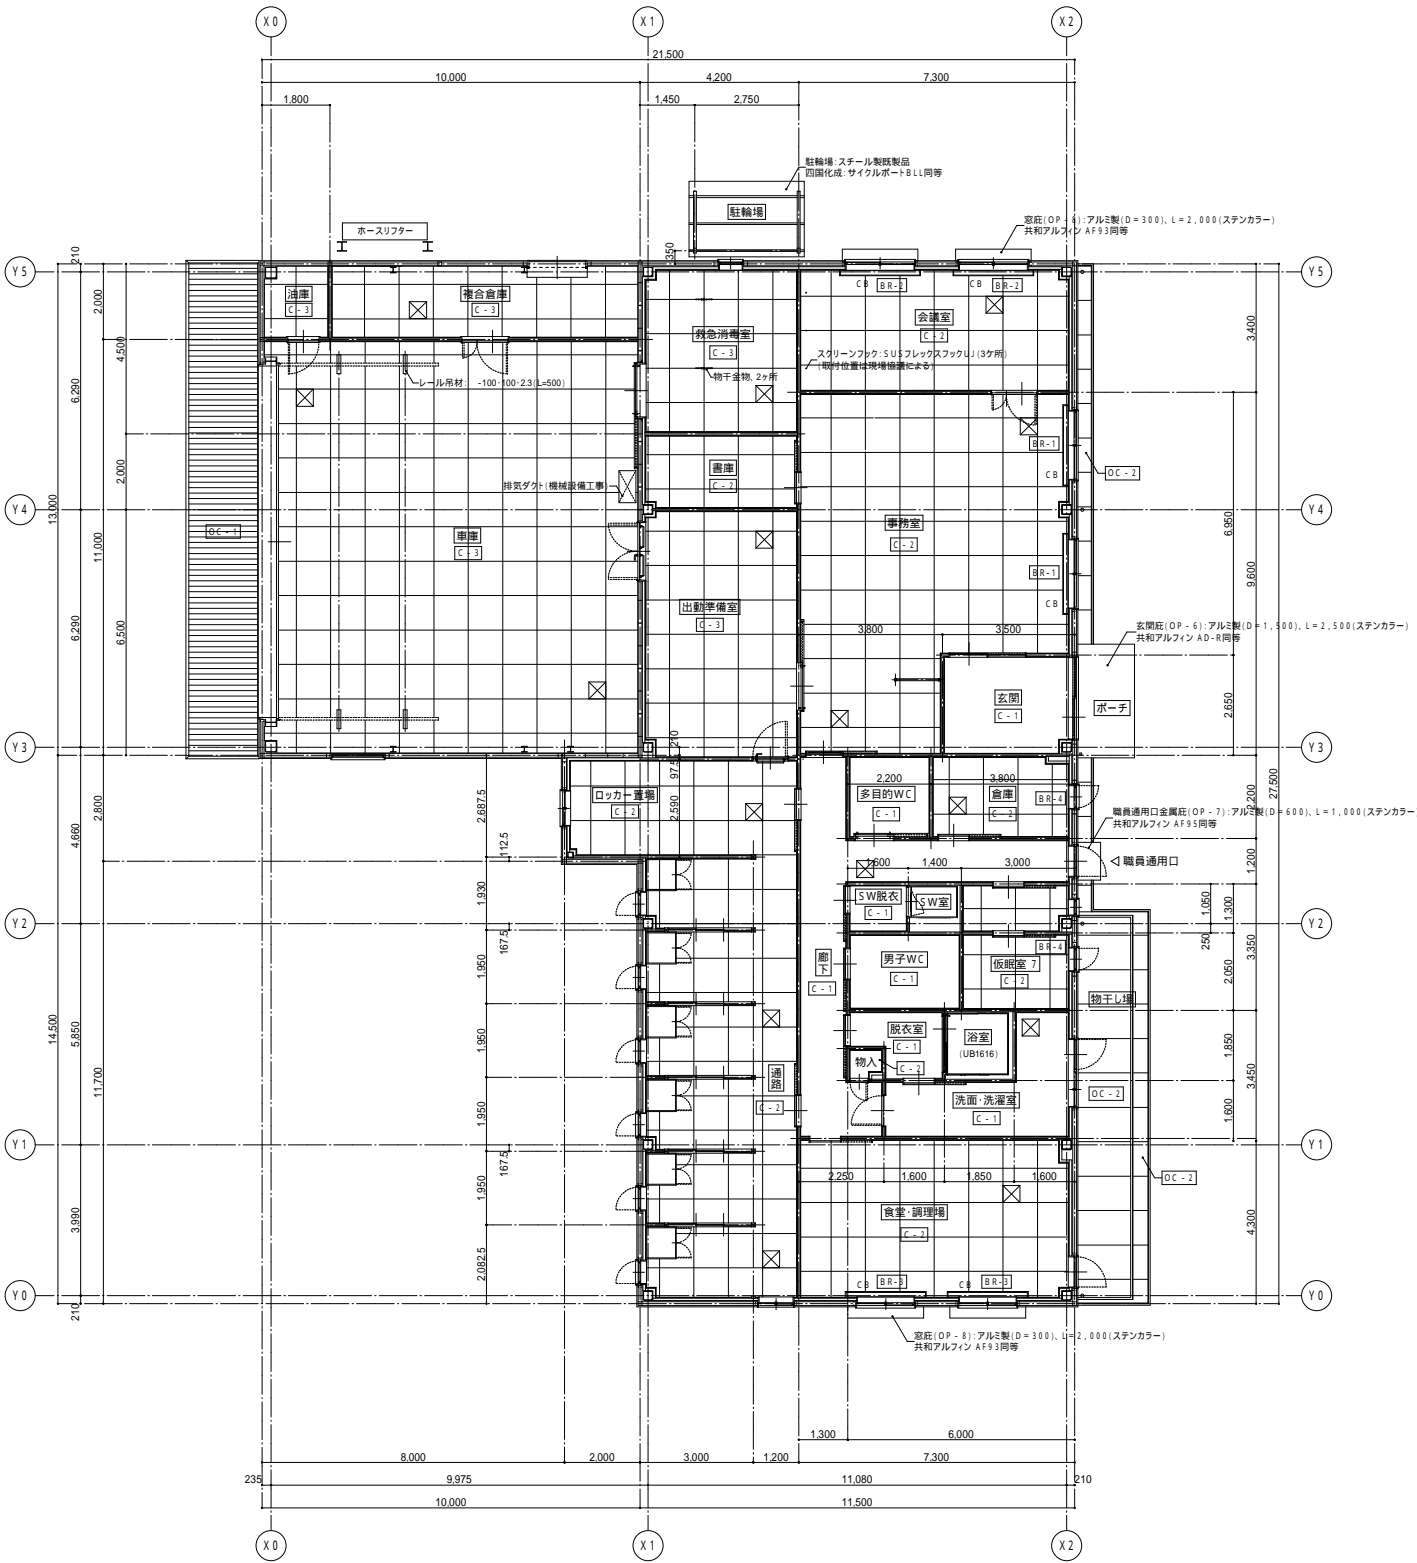 X0
X1
X2
21,500
10,000
4,200
7,300
1,800
1,450
2,750
駐輪場:スチール製既製品
四国化成:サイクルポートBLL同等
駐輪場
ホースリフター
窓庇(OP-8):アルミ製(D=300)、L=2,000(ステンカラー)
共和アルフィン AF93同等
350
210
Y5
Y5
油庫
C-3
複合倉庫
C-3
救急消毒室
C-3
CB
BR-2
CB
BR-2
会議室
C-2
2,000
4,500
6,290
3,400
スクリーンフック:SUSフレックスフックUJ(3ケ所)
(取付位置は現場協議による)
物干金物、2ヶ所
レール吊材: -100-100-2.3(L=500)
BR-1
CB
OC-2
書庫
C-2
排気ダクト(機械設備工事)
2,000
13,000
11,000
Y4
Y4
OC-1
車庫
C-3
事務室
C-2
6,950
9,600
BR-1
CB
出動準備室
C-3
6,290
6,500
3,800
3,500
玄関庇(OP-6):アルミ製(D=1,500)、L=2,500(ステンカラー)
共和アルフィン AD-R同等
玄関
C-1
ポーチ
2,650
Y3
Y3
210
97.5
2,590
ロッカー置場
C-2
2,200
多目的WC
C-1
3,800
倉庫
C-2
BR-4
2,200
27,500
職員通用口金属庇(OP-7):アルミ製(D=600)、L=1,000(ステンカラー)
共和アルフィン AF95同等
2,687.5
4,660
2,800
112.5
1,600
1,400
3,000
職員通用口
1,200
1,930
SW脱衣
C-1
SW室
1,050
1,300
Y2
Y2
167.5
250
3,350
廊下
C-1
男子WC
C-1
BR-4
仮眠室 7
C-2
2,050
1,950
物干し場
14,500
5,850
11,700
1,950
脱衣室
C-1
浴室
(UB1616)
1,850
3,450
物入
C-2
通路
C-2
1,950
洗面・洗濯室
C-1
OC-2
1,600
Y1
Y1
167.5
1,950
2,250
1,600
1,850
1,600
OC-2
食堂・調理場
C-2
3,990
4,300
2,082.5
CB
BR-3
CB
BR-3
Y0
Y0
210
窓庇(OP-8):アルミ製(D=300)、L=2,000(ステンカラー)
共和アルフィン AF93同等
1,300
6,000
8,000
2,000
3,000
1,200
7,300
235
9,975
11,080
210
10,000
11,500
X0
X1
X2